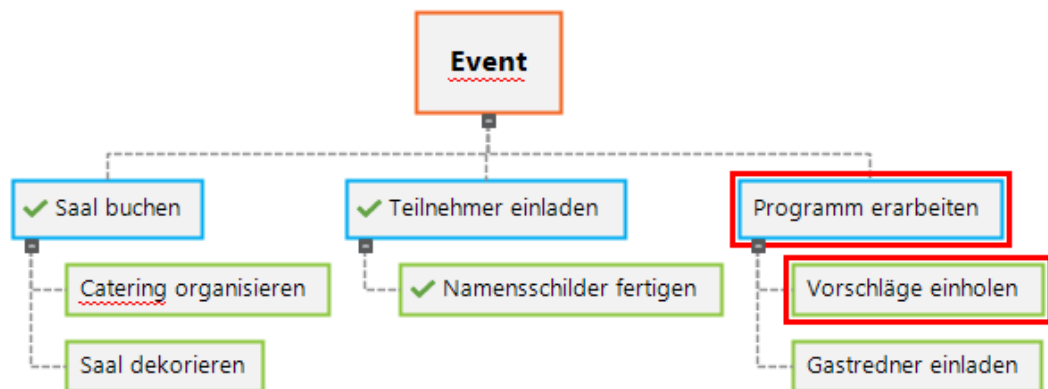 Event
Saal buchen
Teilnehmer einladen
Programm erarbeiten
Catering organisieren
Namensschilder fertigen
Vorschläge einholen
Saal dekorieren
Gastredner einladen